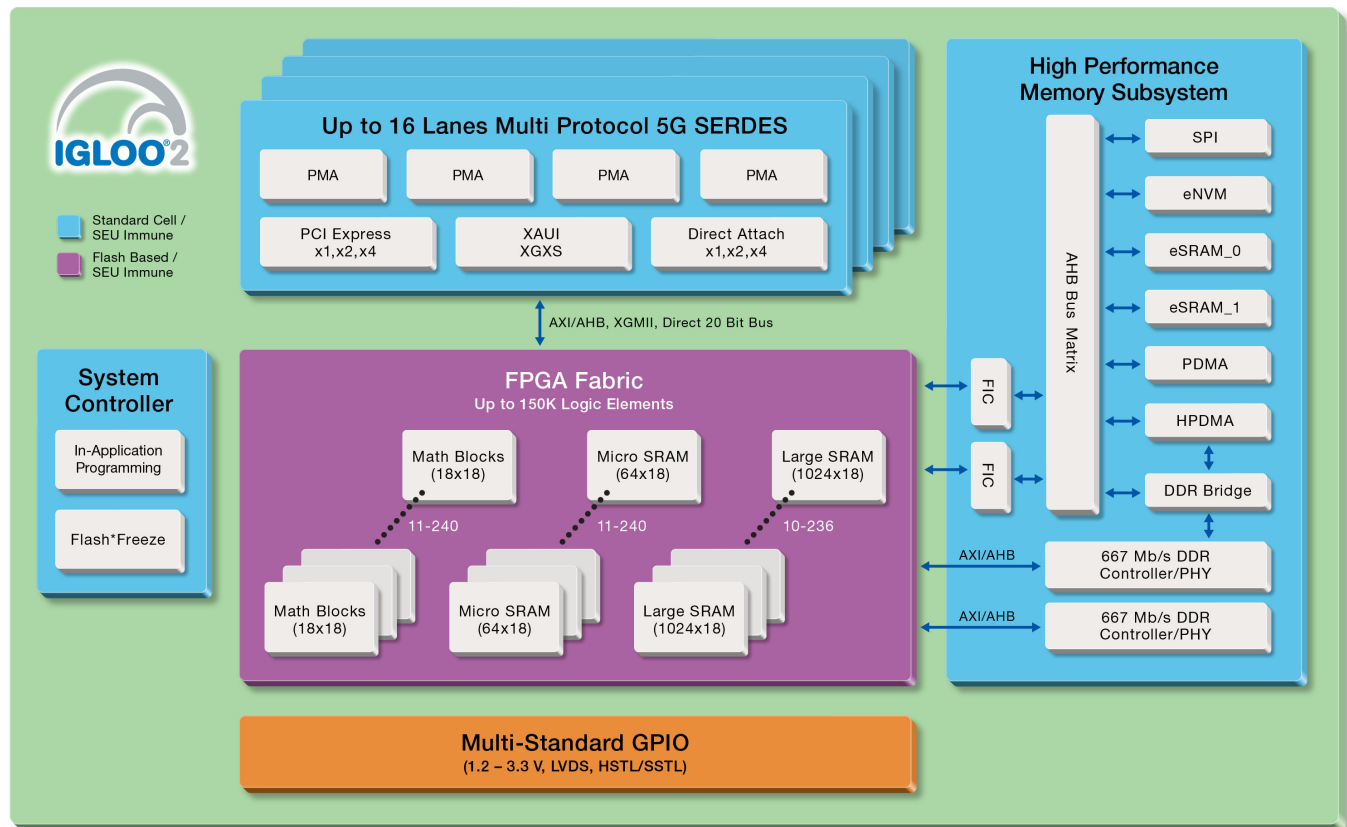 IGLOO®2
Standard Cell /
SEU Immune
Flash Based /
SEU Immune
Up to 16 Lanes Multi Protocol 5G SERDES
PMA
PMA
PMA
PMA
PCI Express
x1,x2,x4
XAUI
XGXS
Direct Attach
x1,x2,x4
AXI/AHB, XGMII, Direct 20 Bit Bus
System
Controller
In-Application
Programming
Flash*Freeze
FPGA Fabric
Up to 150K Logic Elements
Math Blocks
(18x18)
Micro SRAM
(64x18)
Large SRAM
(1024x18)
11-240
11-240
10-236
Math Blocks
(18x18)
Micro SRAM
(64x18)
Large SRAM
(1024x18)
High Performance
Memory Subsystem
AHB Bus Matrix
SPI
eNVM
eSRAM_0
eSRAM_1
PDMA
HPDMA
DDR Bridge
FIC
FIC
AXI/AHB
667 Mb/s DDR
Controller/PHY
AXI/AHB
667 Mb/s DDR
Controller/PHY
Multi-Standard GPIO
(1.2 – 3.3 V, LVDS, HSTL/SSTL)